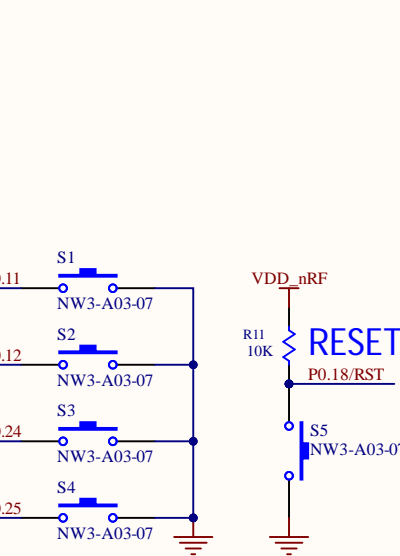 S1
.11
NW3-A03-07
S2
.12
NW3-A03-07
S3
.24
NW3-A03-07
S4
.25
NW3-A03-07
VDD_nRF
R11
10K
RESET
P0.18/RST
S5
NW3-A03-07